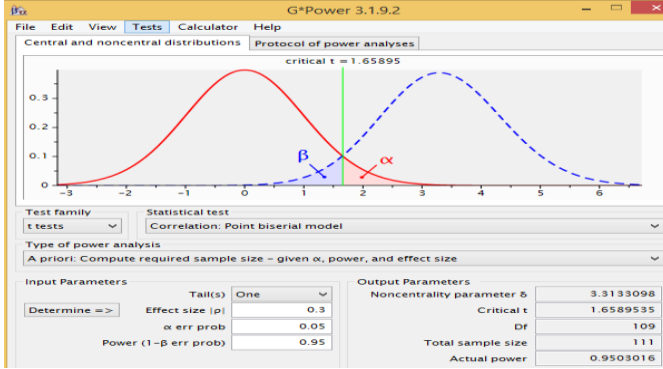 G*Power 3.1.9.2
File Edit View Tests Calculator Help
Central and noncentral distributions Protocol of power analyses
critical t = 1.65895
0.3
0.2
0.1
0
β
α
-3 -2 -1 0 1 2 3 4 5 6
Test family Statistical test
t tests Correlation: Point biserial model
Type of power analysis
A priori: Compute required sample size – given α, power, and effect size
Input Parameters Output Parameters
Tail(s) One Noncentrality parameter δ 3.3133098
Determine => Effect size |ρ| 0.3 Critical t 1.6589535
α err prob 0.05 Df 109
Power (1-β err prob) 0.95 Total sample size 111
Actual power 0.9503016